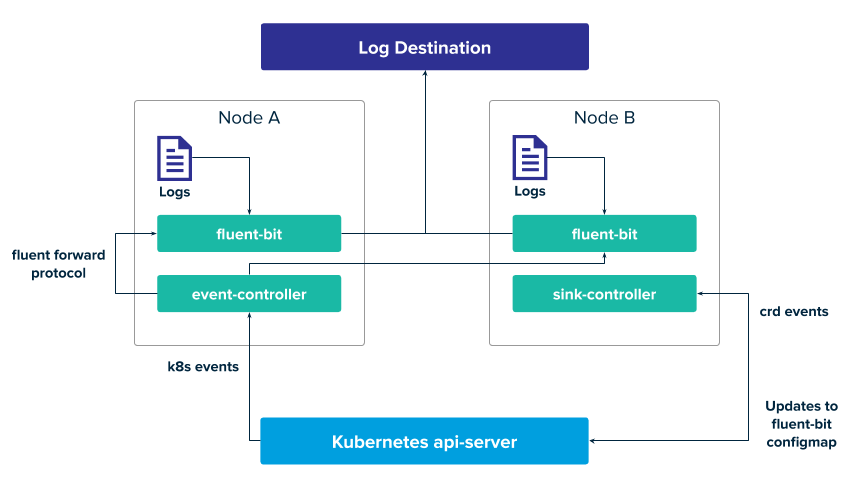 Log Destination
Node A
Node B
Logs
Logs
fluent-bit
fluent-bit
fluent forward
protocol
event-controller
sink-controller
crd events
k8s events
Updates to
fluent-bit
configmap
Kubernetes api-server